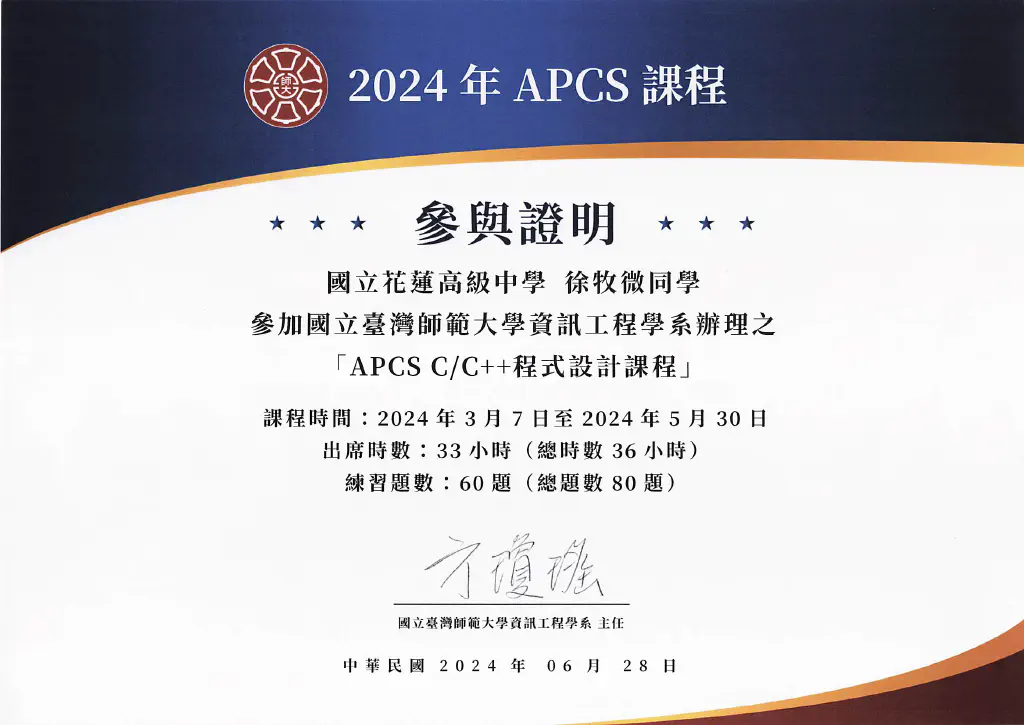 師大
2024 年 APCS 課程
參與證明
國立花蓮高級中學 徐牧微同學
參加國立臺灣師範大學資訊工程學系辦理之
「APCS C/C++程式設計課程」
課程時間：2024 年 3 月 7 日至 2024 年 5 月 30 日
出席時數：33 小時（總時數 36 小時）
練習題數：60 題（總題數 80 題）
方瓊瑤
國立臺灣師範大學資訊工程學系 主任
中華民國 2024 年 06 月 28 日